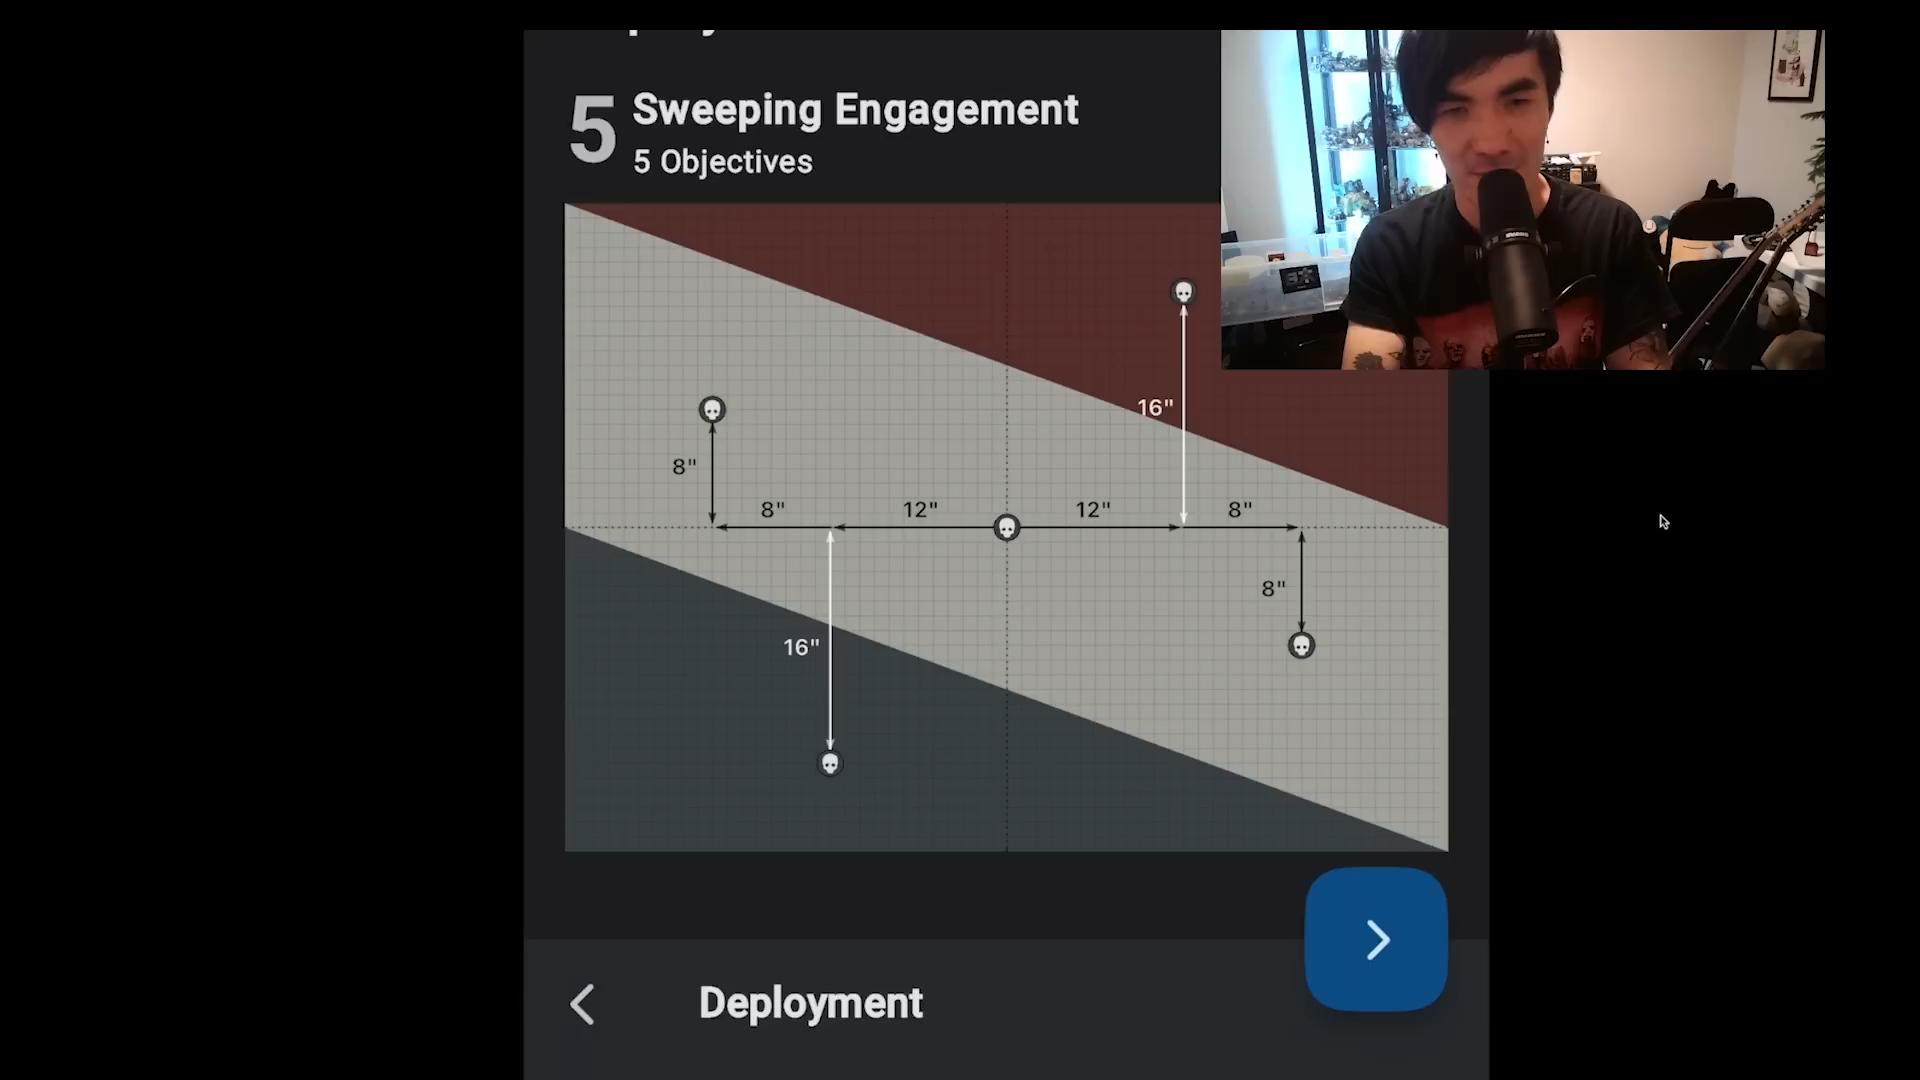 5 Sweeping Engagement
5 Objectives
16"
8"
8"
12"
12"
8"
8"
16"
Deployment